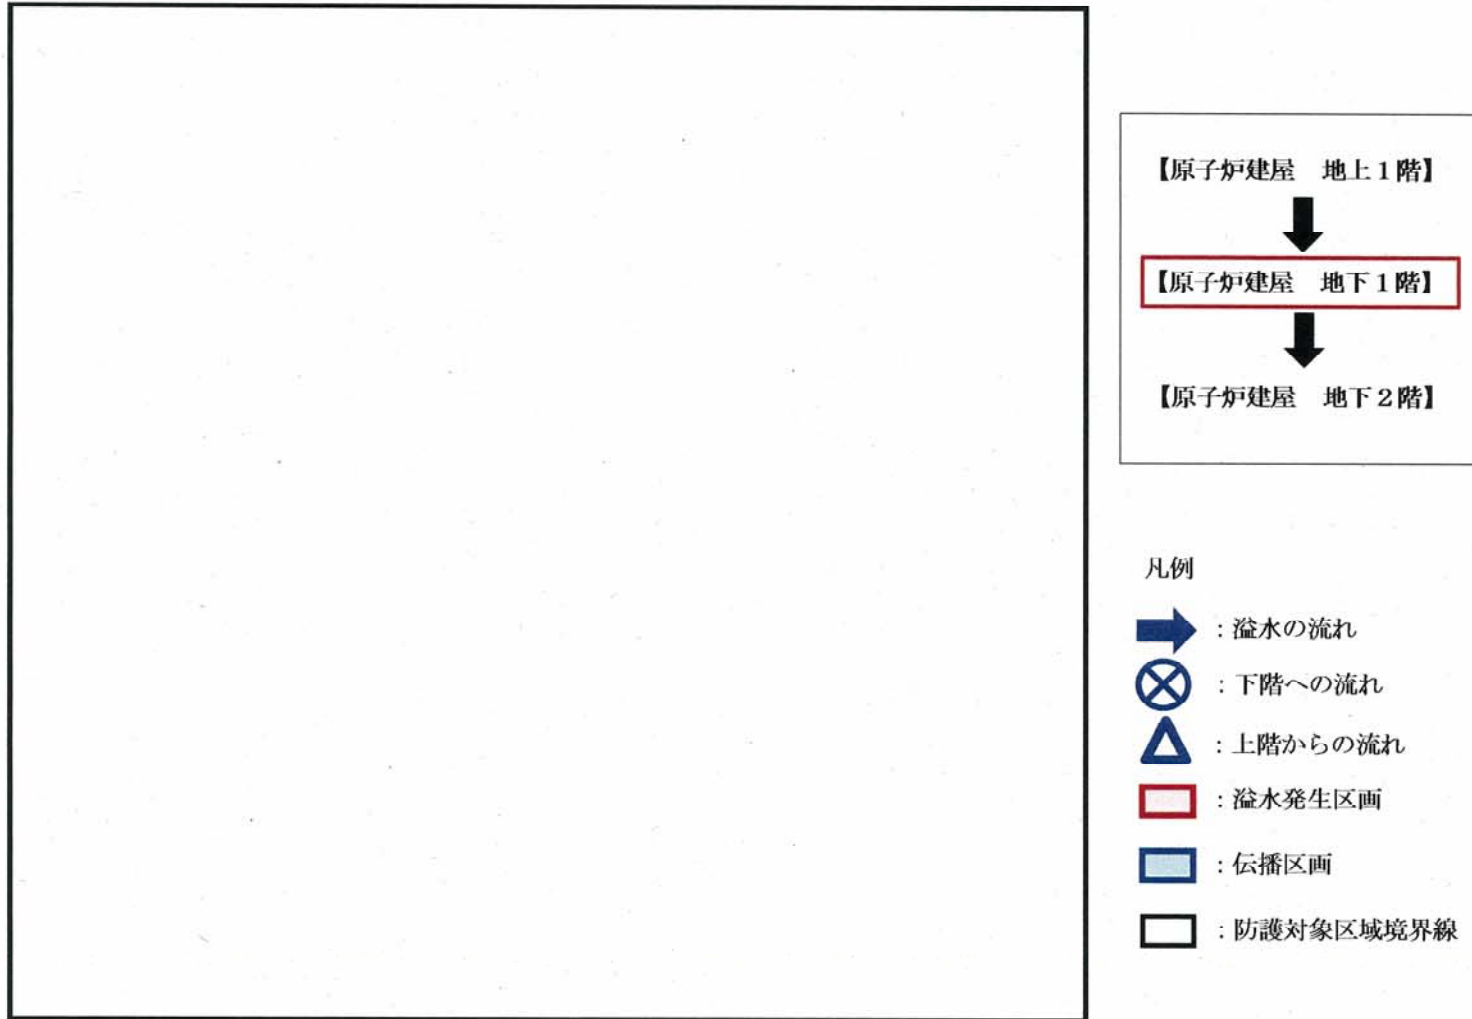 【原子炉建屋　地上１階】
【原子炉建屋　地下１階】
【原子炉建屋　地下２階】
凡例
：溢水の流れ
：下階への流れ
：上階からの流れ
：溢水発生区画
：伝播区画
：防護対象区域境界線